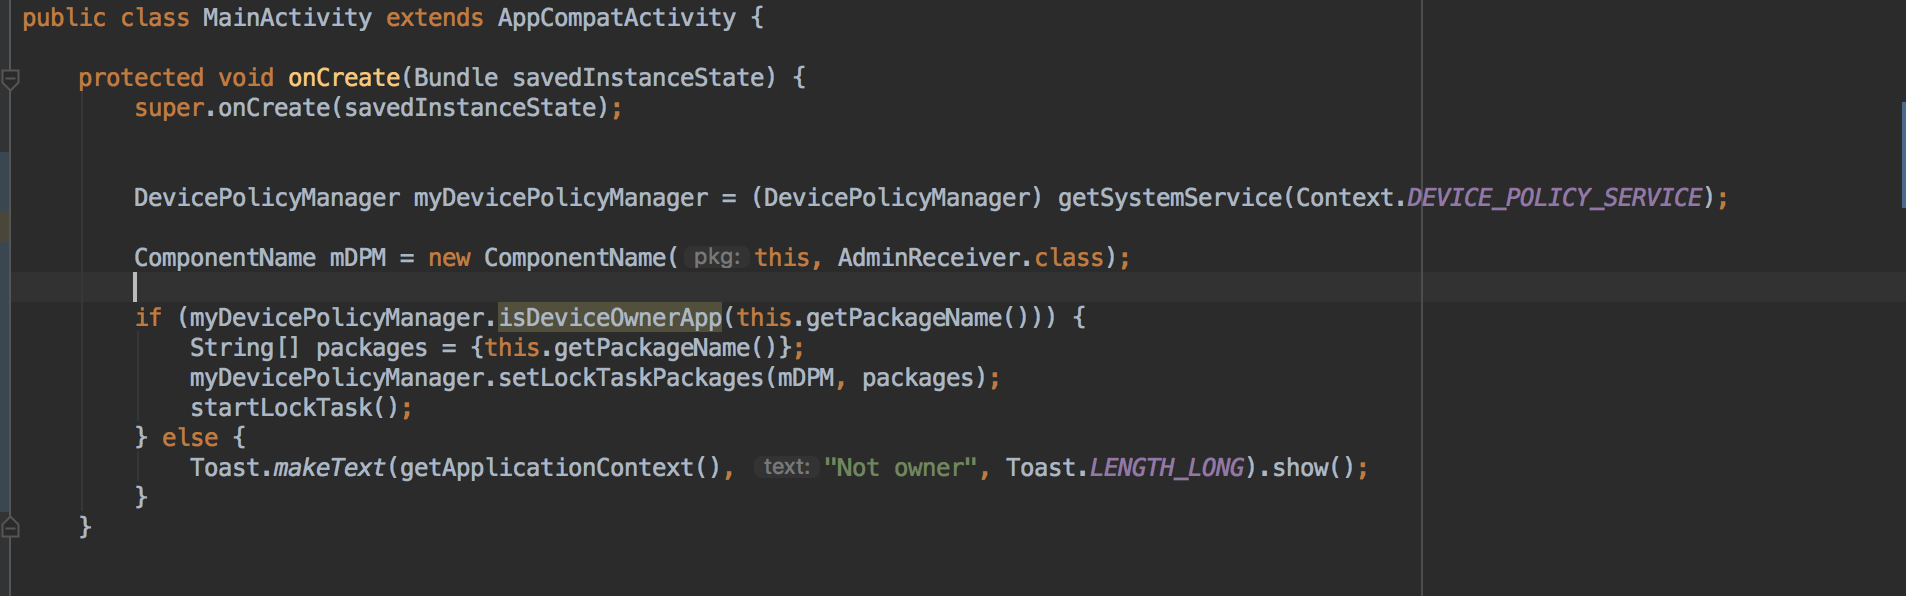 public class MainActivity extends AppCompatActivity {
protected void onCreate(Bundle savedInstanceState) {
super.onCreate(savedInstanceState);
DevicePolicyManager myDevicePolicyManager = (DevicePolicyManager) getSystemService(Context.DEVICE_POLICY_SERVICE);
ComponentName mDPM = new ComponentName( pkg: this, AdminReceiver.class);
if (myDevicePolicyManager.isDeviceOwnerApp(this.getPackageName())) {
String[] packages = {this.getPackageName()};
myDevicePolicyManager.setLockTaskPackages(mDPM, packages);
startLockTask();
} else {
Toast.makeText(getApplicationContext(), text: "Not owner", Toast.LENGTH_LONG).show();
}
}